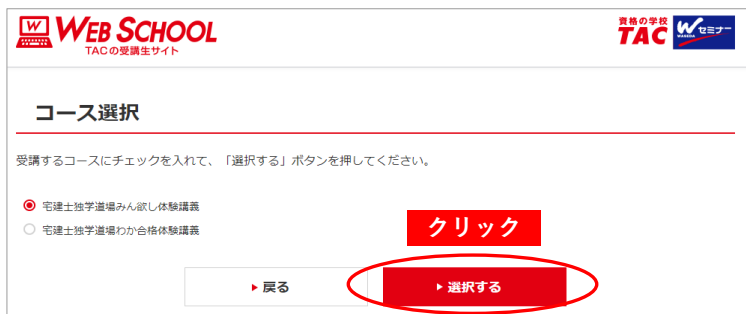 W WEB SCHOOL
TACの受講生サイト
資格の学校
TAC Wセミナー
WASEDA
コース選択
受講するコースにチェックを入れて、「選択する」ボタンを押してください。
宅建士独学道場みん欲し体験講義
宅建士独学道場わか合格体験講義
クリック
戻る
選択する